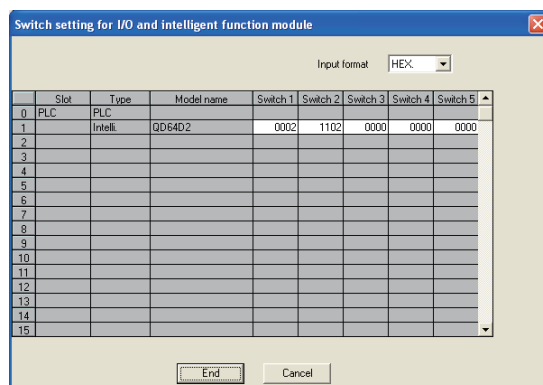 Switch setting for I/O and intelligent function module
Input format HEX.
Slot Type Model name Switch 1 Switch 2 Switch 3 Switch 4 Switch 5
0 PLC PLC
1 Intelli. QD64D2 0002 1102 0000 0000 0000
2
3
4
5
6
7
8
9
10
11
12
13
14
15
End Cancel